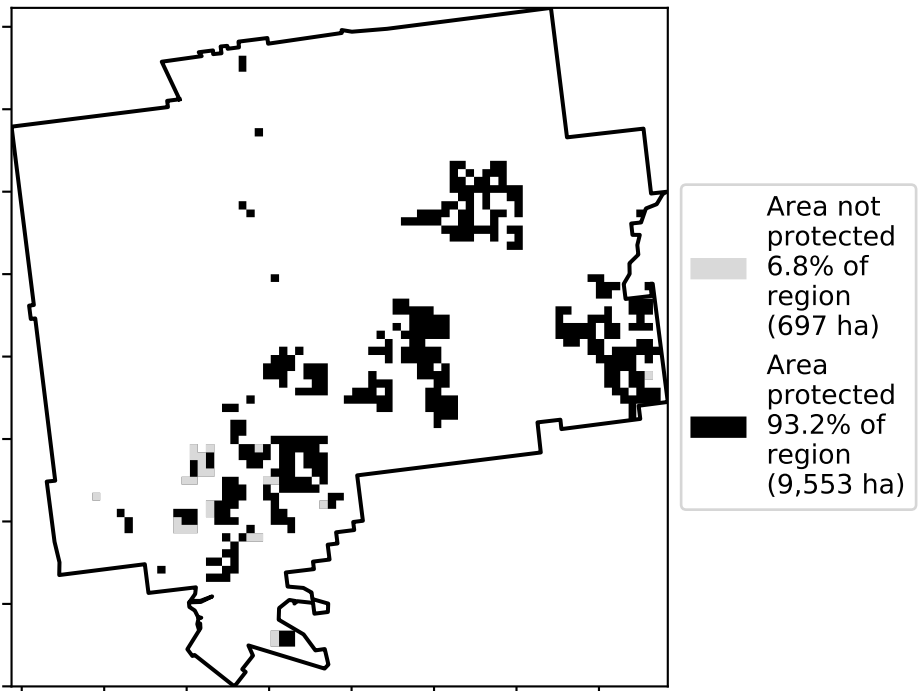 Area not
protected
6.8% of
region
(697 ha)
Area
protected
93.2% of
region
(9,553 ha)